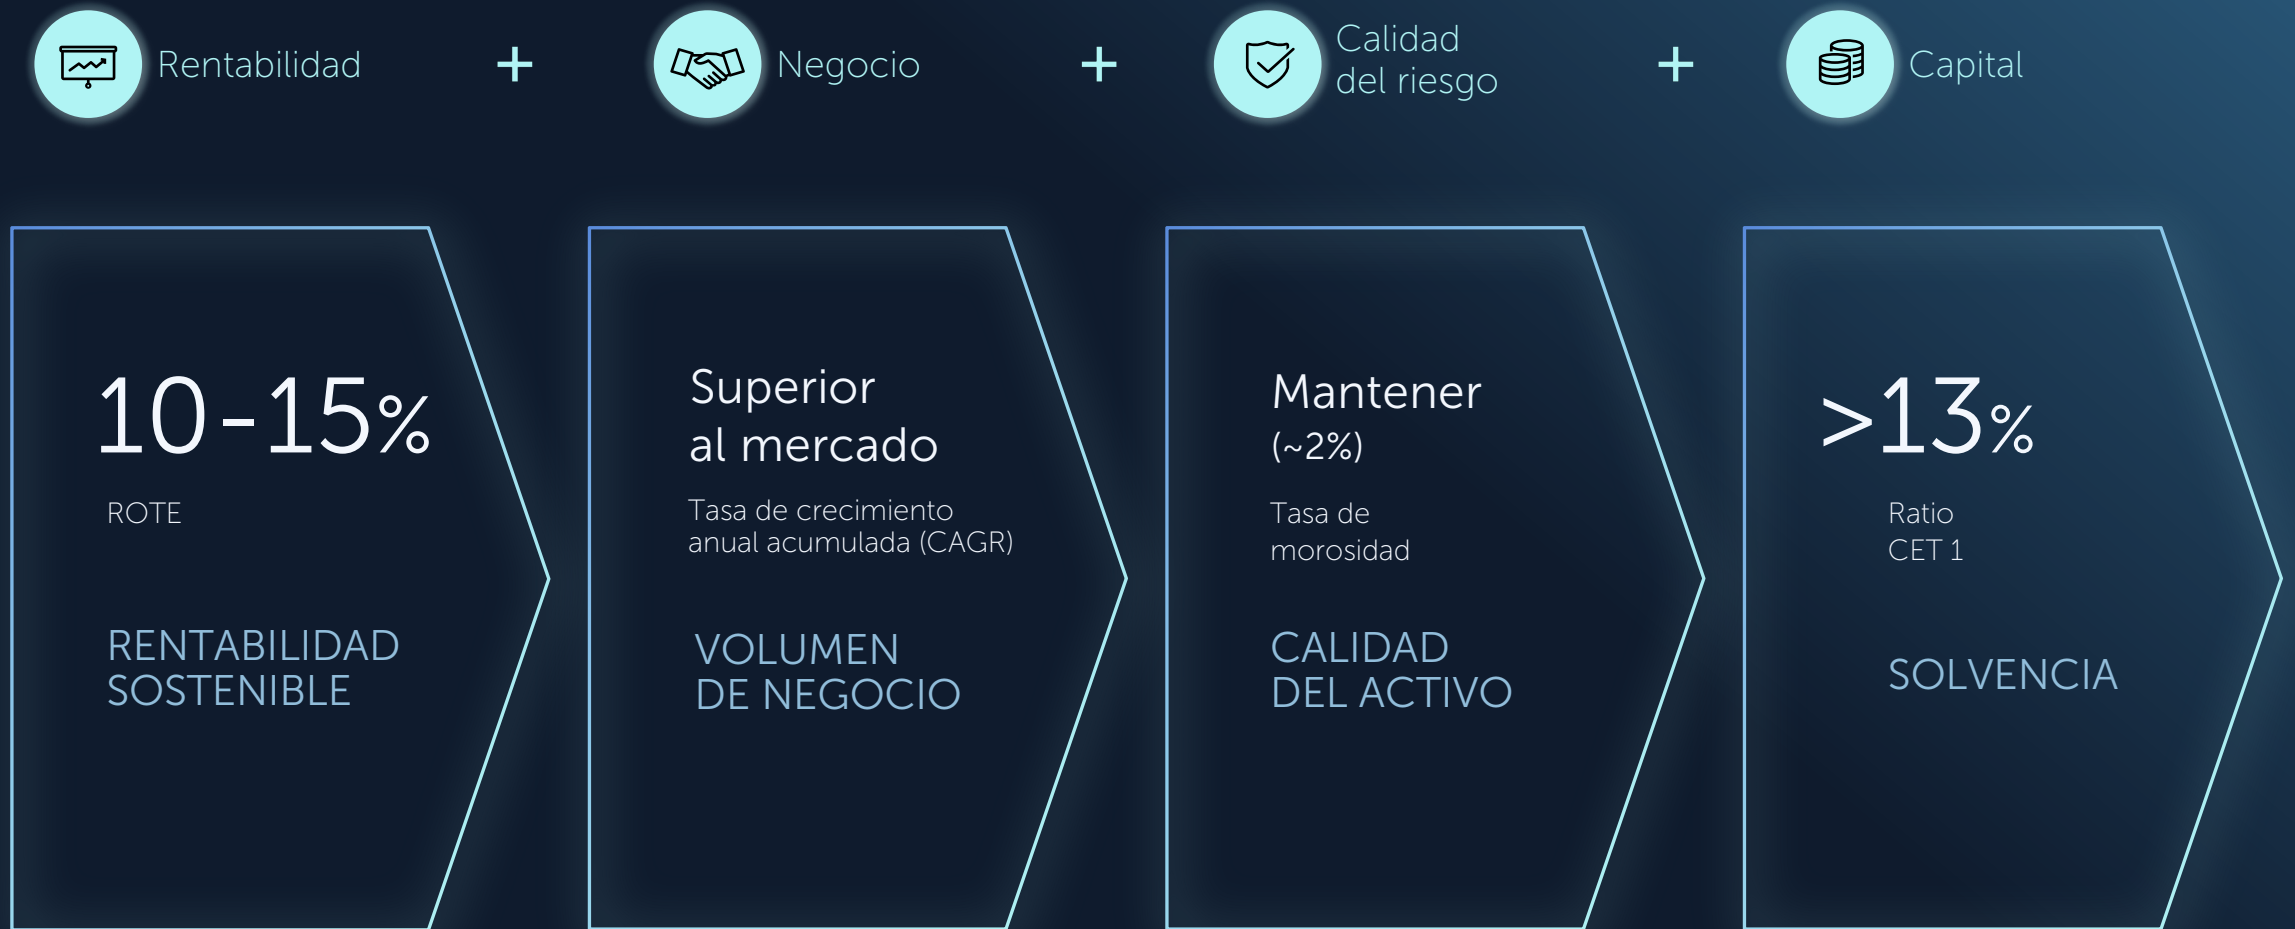 Rentabilidad
+
Negocio
+
Calidad
del riesgo
+
Capital
10-15%
ROTE
RENTABILIDAD
SOSTENIBLE
Superior
al mercado
Tasa de crecimiento
anual acumulada (CAGR)
VOLUMEN
DE NEGOCIO
Mantener
(~2%)
Tasa de
morosidad
CALIDAD
DEL ACTIVO
>13%
Ratio
CET 1
SOLVENCIA